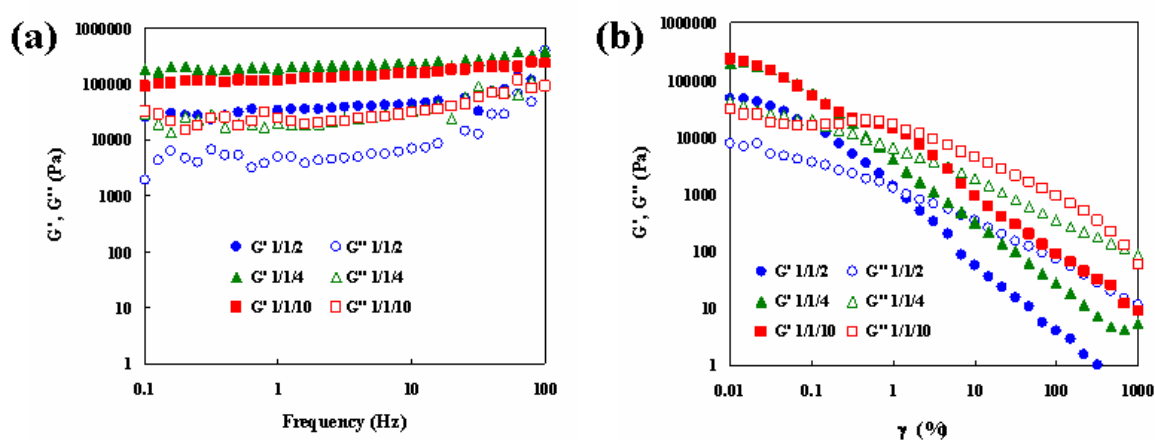 (a)
G', G'' (Pa)
1000000
100000
10000
1000
100
10
1
G' 1/1/2 G'' 1/1/2
G' 1/1/4 G'' 1/1/4
G' 1/1/10 G'' 1/1/10
0.1 1 10 100
Frequency (Hz)
(b)
G', G'' (Pa)
1000000
100000
10000
1000
100
10
1
G' 1/1/2 G'' 1/1/2
G' 1/1/4 G'' 1/1/4
G' 1/1/10 G'' 1/1/10
0.01 0.1 1 10 100 1000
γ (%)